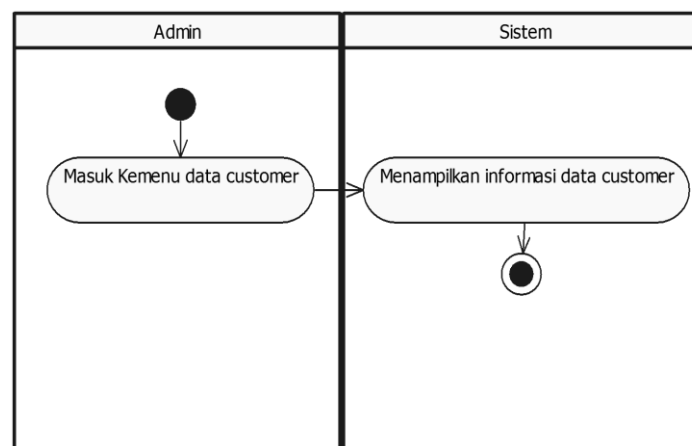 Admin
Sistem
Masuk Kemenu data customer
Menampilkan informasi data customer